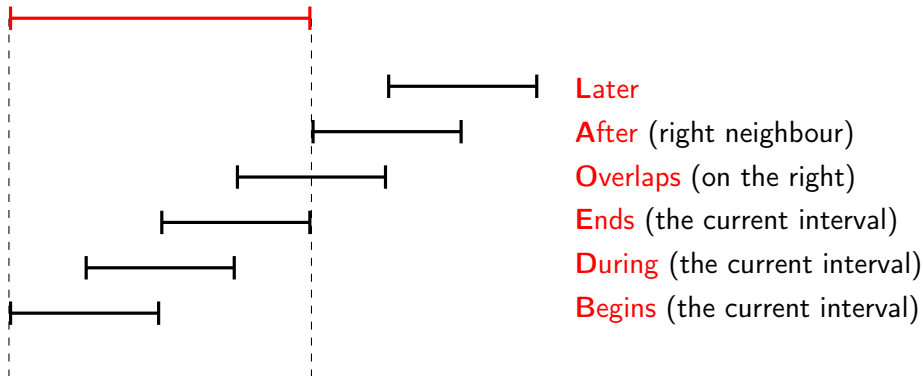 Later
After (right neighbour)
Overlaps (on the right)
Ends (the current interval)
During (the current interval)
Begins (the current interval)